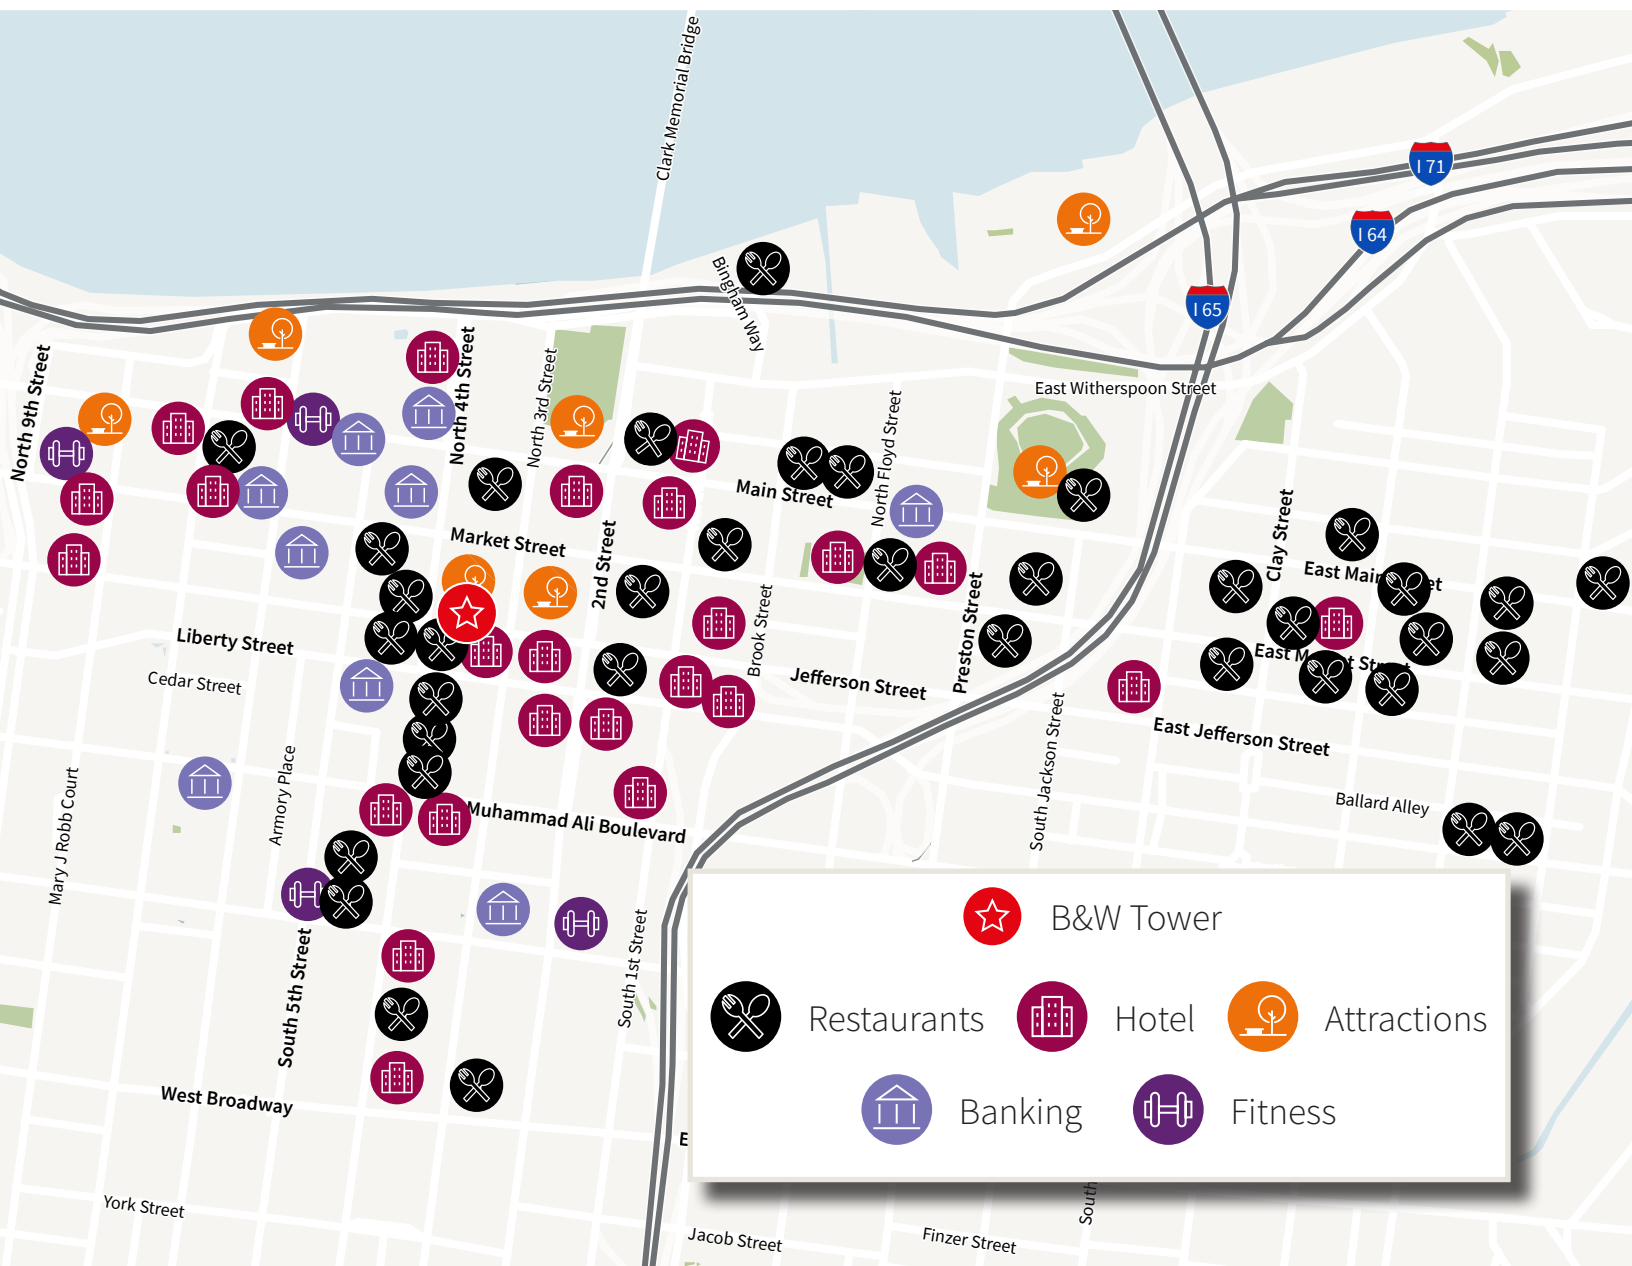 Clark Memorial Bridge
I 71
I 64
I 65
Bingham Way
North 9th Street
North 4th Street
North 3rd Street
East Witherspoon Street
North Floyd Street
Main Street
Market Street
2nd Street
Clay Street
East Main
Preston Street
Brook Street
Liberty Street
Cedar Street
Jefferson Street
East
Street
East Jefferson Street
South Jackson Street
Ballard Alley
Armory Place
Mary J Robb Court
Muhammad Ali Boulevard
South 1st Street
South 5th Street
West Broadway
E
York Street
South
Jacob Street
Finzer Street
B&W Tower
Restaurants
Hotel
Attractions
Banking
Fitness